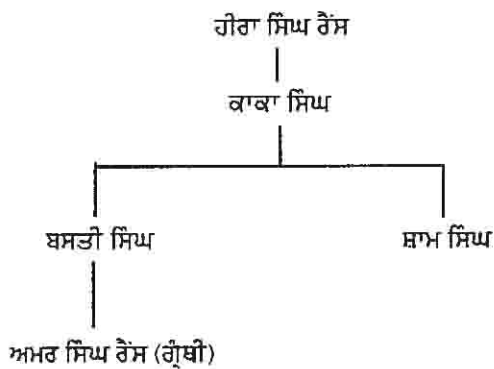 ਹੀਰਾ ਸਿੰਘ ਰੈਂਸ
ਕਾਕਾ ਸਿੰਘ
ਬਸਤੀ ਸਿੰਘ
ਸ਼ਾਮ ਸਿੰਘ
ਅਮਰ ਸਿੰਘ ਰੈਂਸ (ਗ੍ਰੰਥੀ)